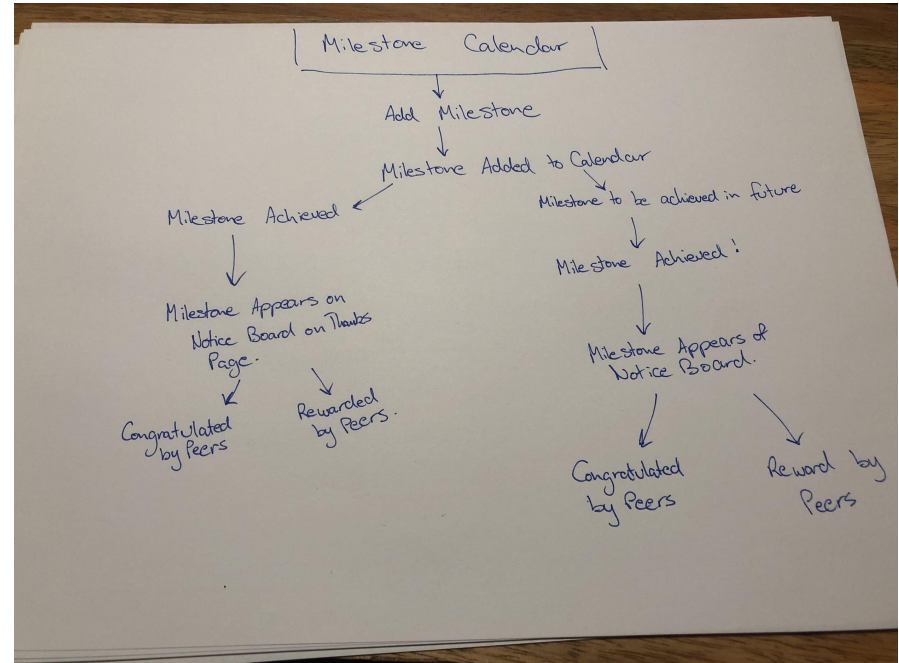 Milestone Calendar
Add Milestone
Milestone Added to Calendar
Milestone Achieved
Milestone to be achieved in future
Milestone Achieved!
Milestone Appears on
Notice Board on Thanks
Page.
Milestone Appears of
Notice Board.
Congratulated
by Peers
Rewarded
by Peers.
Congratulated
by Peers
Reward by
Peers